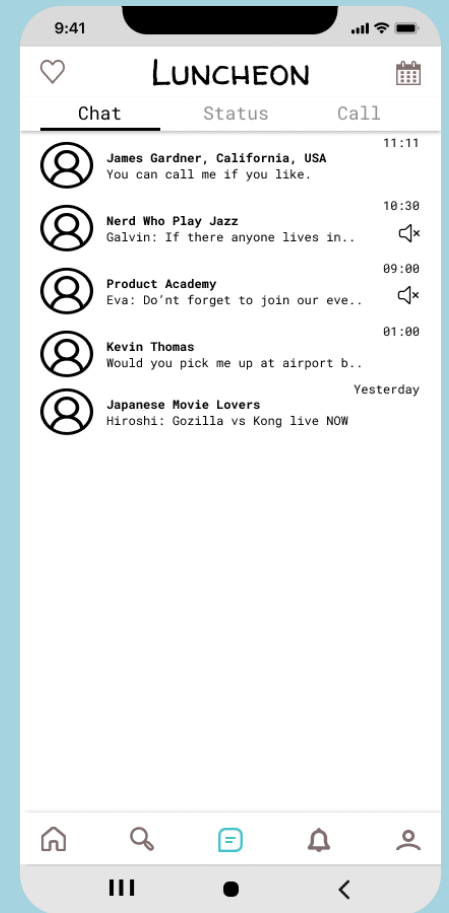 9:41
LUNCHEON
Chat Status Call
11:11
James Gardner, California, USA
You can call me if you like.
10:30
Nerd Who Play Jazz
Galvin: If there anyone lives in..
09:00
Product Academy
Eva: Do'nt forget to join our eve..
01:00
Kevin Thomas
Would you pick me up at airport b..
Yesterday
Japanese Movie Lovers
Hiroshi: Gozilla vs Kong live NOW